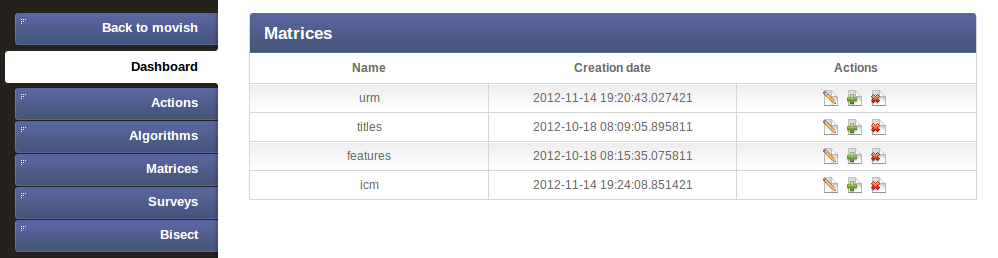 Back to movish
Dashboard
Actions
Algorithms
Matrices
Surveys
Bisect
Matrices
Name Creation date Actions
urm 2012-11-14 19:20:43.027421
titles 2012-10-18 08:09:05.895811
features 2012-10-18 08:15:35.075811
icm 2012-11-14 19:24:08.851421